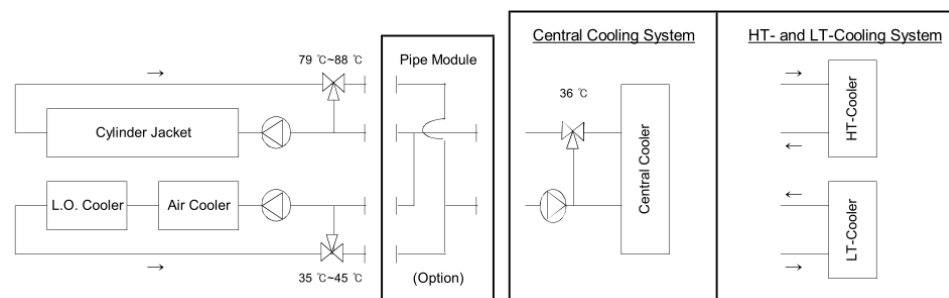 Central Cooling System
HT- and LT-Cooling System
79 ℃~88 ℃
Pipe Module
36 ℃
Cylinder Jacket
Central Cooler
HT-Cooler
L.O. Cooler
Air Cooler
LT-Cooler
35 ℃~45 ℃
(Option)